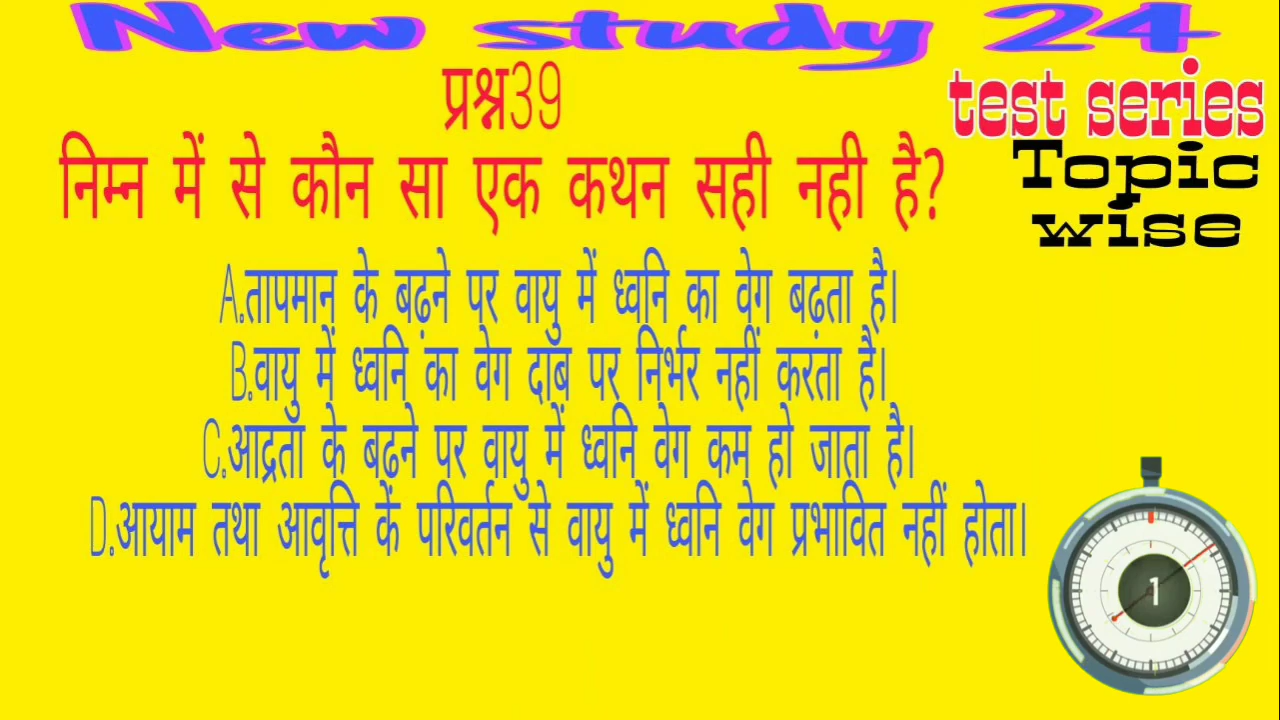 New study 24
test series
Topic
wise
प्रश्न39
निम्न में से कौन सा एक कथन सही नही है?
A.तापमान के बढ़ने पर वायु में ध्वनि का वेग बढ़ता है।
B.वायु में ध्वनि का वेग दाब पर निर्भर नहीं करता है।
C.आद्रता के बढ़ने पर वायु में ध्वनि वेग कम हो जाता है।
D.आयाम तथा आवृत्ति कें परिवर्तन से वायु में ध्वनि वेग प्रभावित नहीं होता।
1